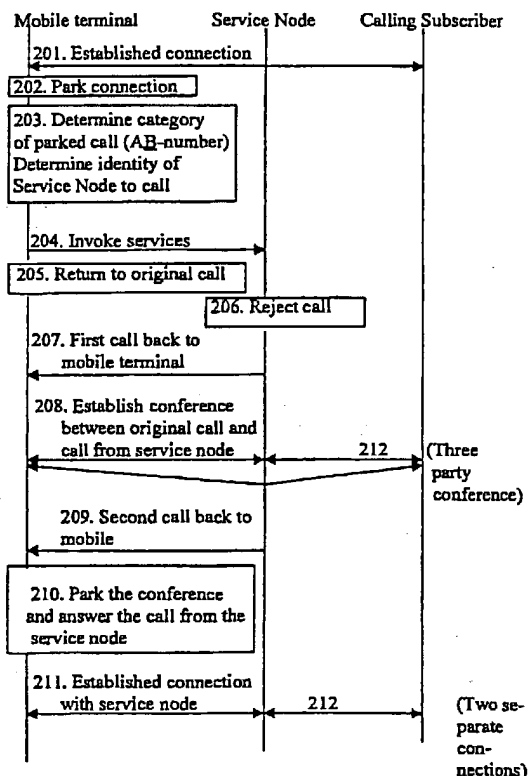 Mobile terminal Service Node Calling Subscriber
201. Established connection
202. Park connection
203. Determine category
of parked call (AB-number)
Determine identity of
Service Node to call
204. Invoke services
205. Return to original call
206. Reject call
207. First call back to
mobile terminal
208. Establish conference
between original call and
call from service node
212
(Three
party
conference)
209. Second call back to
mobile
210. Park the conference
and answer the call from the
service node
211. Established connection
with service node
212
(Two se-
parate
con-
nections)